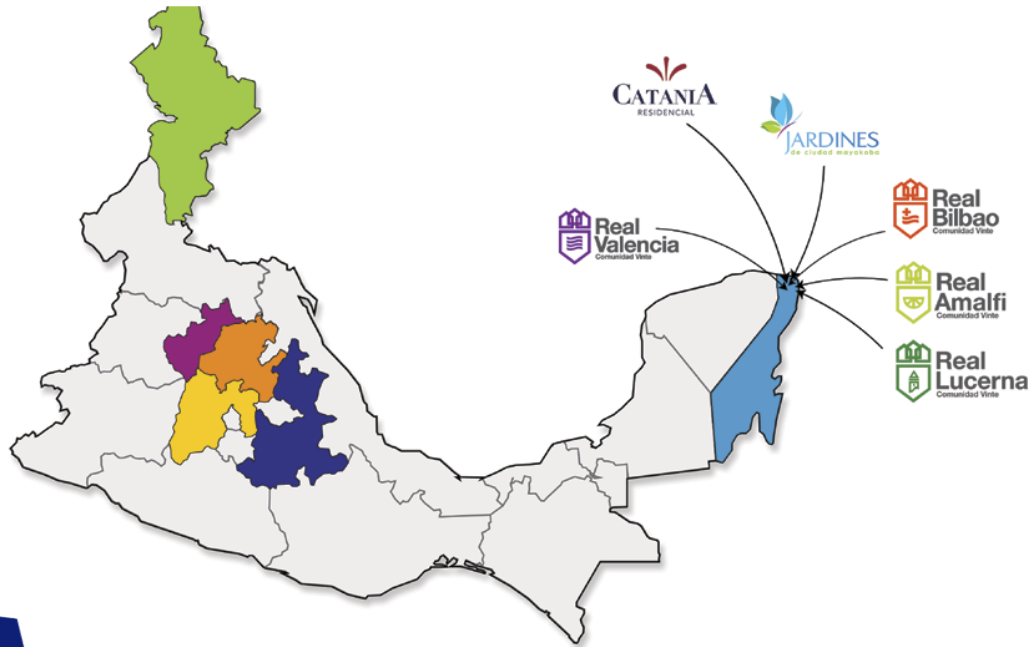 CATANIA
RESIDENCIAL
JARDINES
de ciudad mayakaba
Real
Valencia
Comunidad Vinte
Real
Bilbao
Comunidad Vinte
Real
Amalfi
Comunidad Vinte
Real
Lucerna
Comunidad Vinte